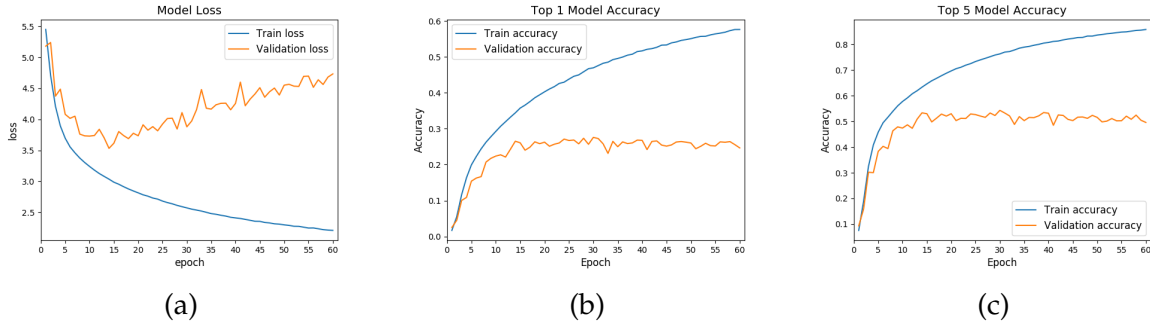 Model Loss
5.5
5.0
4.5
4.0
3.5
3.0
2.5
loss
0 5 10 15 20 25 30 35 40 45 50 55 60
epoch
Train loss
Validation loss
(a)
Top 1 Model Accuracy
0.6
0.5
0.4
0.3
0.2
0.1
0.0
Accuracy
0 5 10 15 20 25 30 35 40 45 50 55 60
Epoch
Train accuracy
Validation accuracy
(b)
Top 5 Model Accuracy
0.8
0.7
0.6
0.5
0.4
0.3
0.2
0.1
Accuracy
0 5 10 15 20 25 30 35 40 45 50 55 60
Epoch
Train accuracy
Validation accuracy
(c)